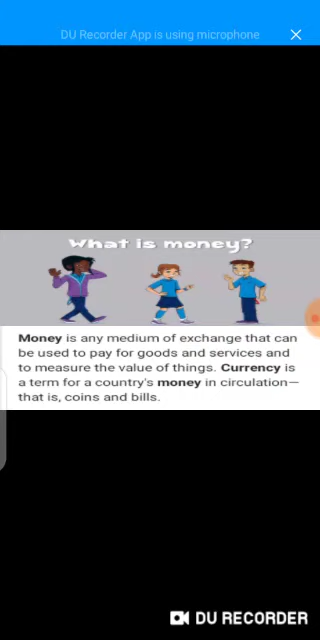 DU Recorder App is using microphone
What is money?
Money is any medium of exchange that can
be used to pay for goods and services and
to measure the value of things. Currency is
a term for a country's money in circulation—
that is, coins and bills.
DU RECORDER